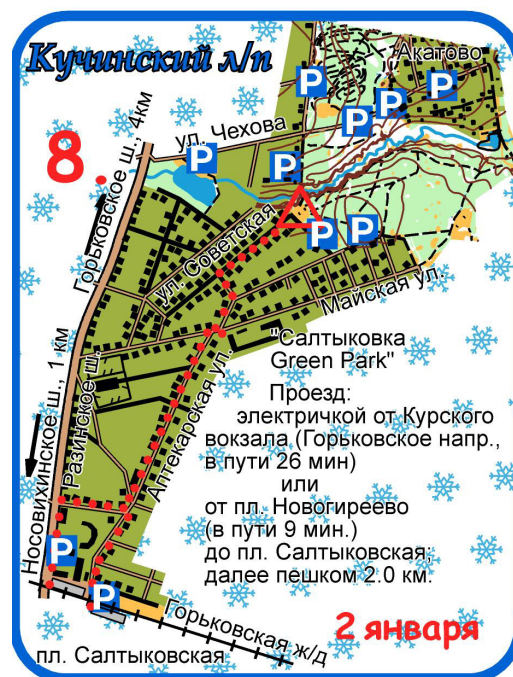 Кучинский л/п
Акатово
P
P
P
P
P
ул. Чехова
P
8.
Горьковское ш., 4км
ул. Советская
P
P
Майская ул.
"Салтыковка
Green Park"
Проезд:
электричкой от Курского
вокзала (Горьковское напр.,
в пути 26 мин)
или
от пл. Новогиреево
(в пути 9 мин.)
до пл. Салтыковская;
далее пешком 2.0 км.
Носовихинское ш., 1 км
Разинское ш.
Аптекарская ул.
P
P
Горьковская ж/д
2 января
пл. Салтыковская